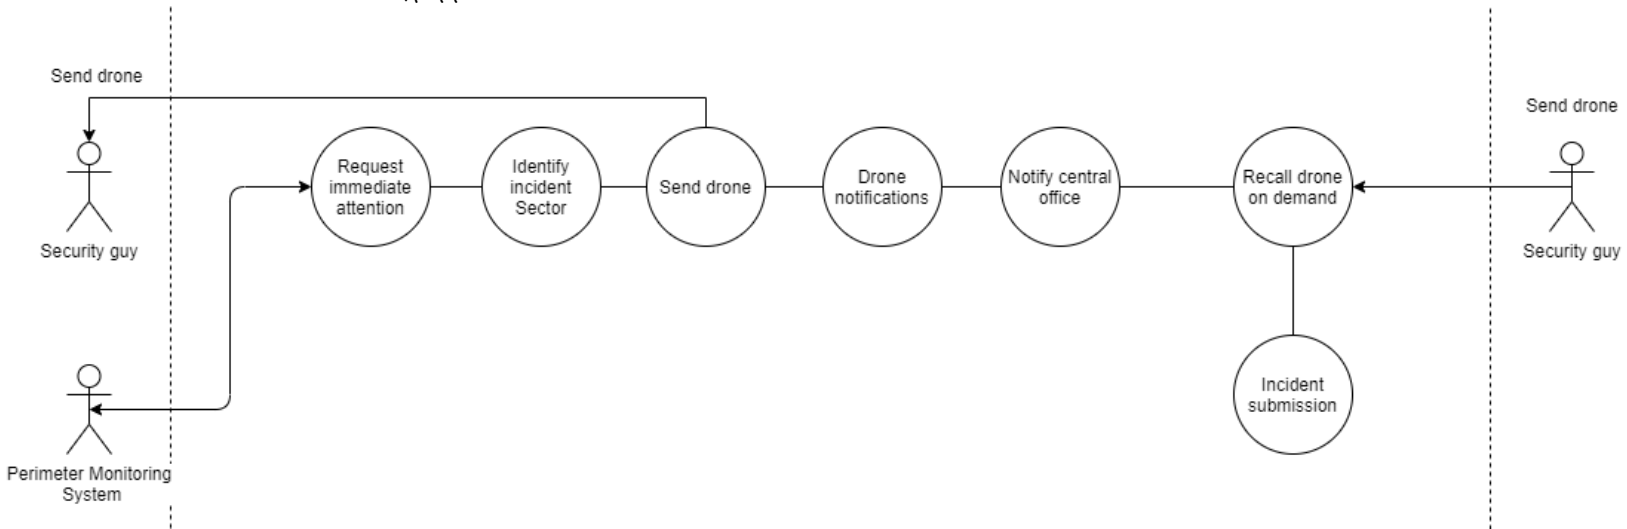 Send drone
Send drone
Request
immediate
attention
Identify
incident
Sector
Send drone
Drone
notifications
Notify central
office
Recall drone
on demand
Security guy
Security guy
Incident
submission
Perimeter Monitoring
System